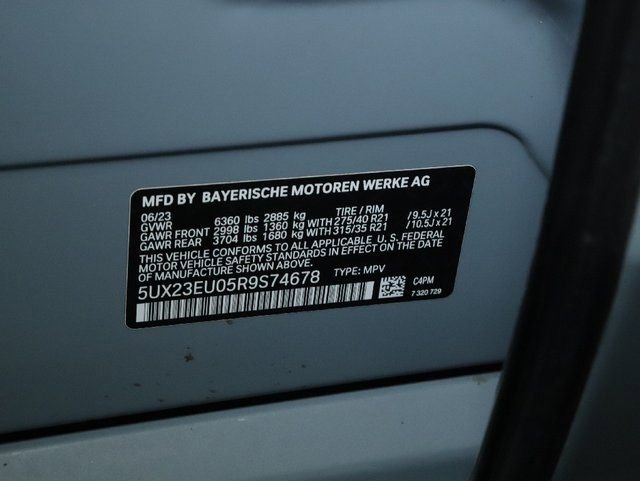 MFD BY BAYERISCHE MOTOREN WERKE AG
06/23 TIRE / RIM
GVWR 6360 lbs 2885 kg
GAWR FRONT 2998 lbs 1360 kg WITH 275/40 R21 / 9.5J x 21
GAWR REAR 3704 lbs 1680 kg WITH 315/35 R21 / 10.5J x 21
THIS VEHICLE CONFORMS TO ALL APPLICABLE U. S. FEDERAL
MOTOR VEHICLE SAFETY STANDARDS IN EFFECT ON THE DATE OF
MANUFACTURE SHOWN ABOVE.
5UX23EU05R9S74678 TYPE: MPV
C4PM
7 320 729